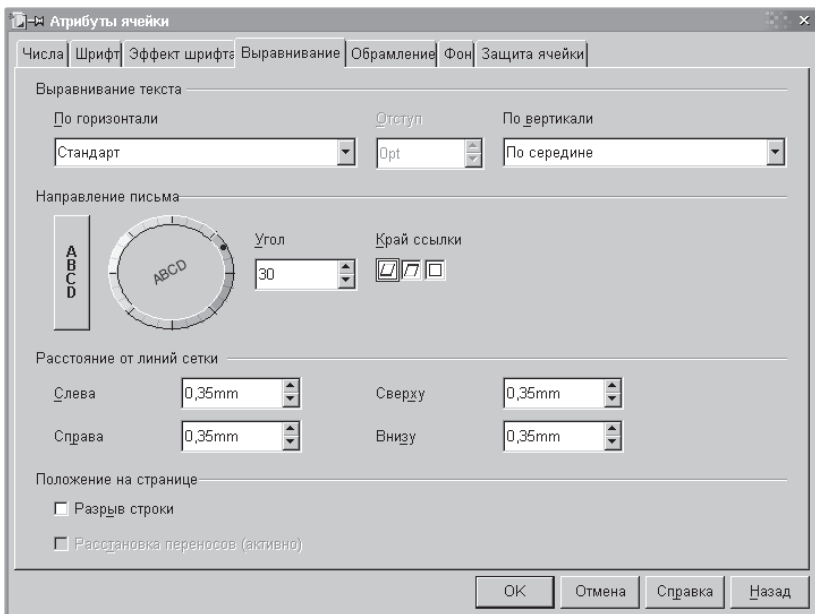 Атрибуты ячейки
Числа Шрифт Эффект шрифта Выравнивание Обрамление Фон Защита ячейки
Выравнивание текста
По горизонтали Отступ По вертикали
Стандарт 0pt По середине
Направление письма
ABCD
ABCD
Угол Край ссылки
30
Расстояние от линий сетки
Слева 0,35mm Сверху 0,35mm
Справа 0,35mm Внизу 0,35mm
Положение на странице
Разрыв строки
Расстановка переносов (активно)
OK Отмена Справка Назад